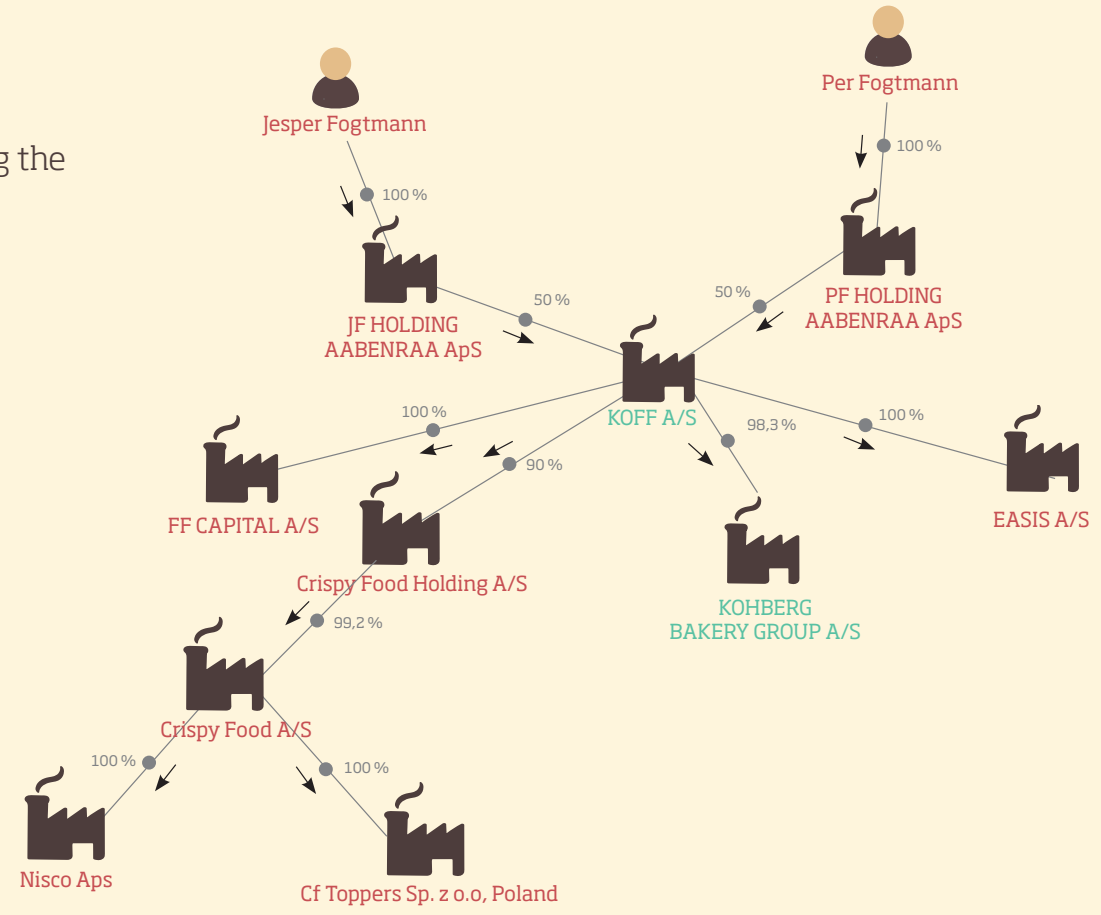 Per Fogtmann
Jesper Fogtmann
100 %
g the
100 %
50 %
50 %
PF HOLDING
AABENRAA ApS
JF HOLDING
AABENRAA ApS
KOFF A/S
100 %
100 %
98,3 %
90 %
EASIS A/S
FF CAPITAL A/S
Crispy Food Holding A/S
KOHBERG
BAKERY GROUP A/S
99,2 %
Crispy Food A/S
100 %
100 %
Nisco Aps
Cf Toppers Sp. z o.o, Poland